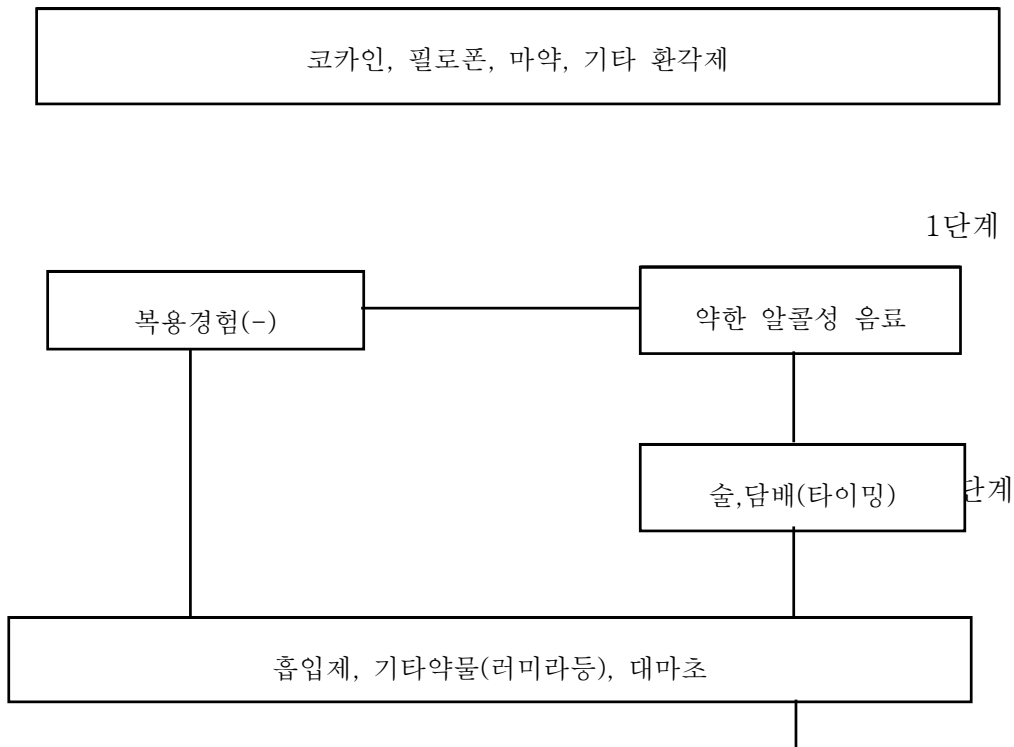 코카인, 필로폰, 마약, 기타 환각제
1단계
복용경험(-)
약한 알콜성 음료
술,담배(타이밍)
단계
흡입제, 기타약물(러미라등), 대마초